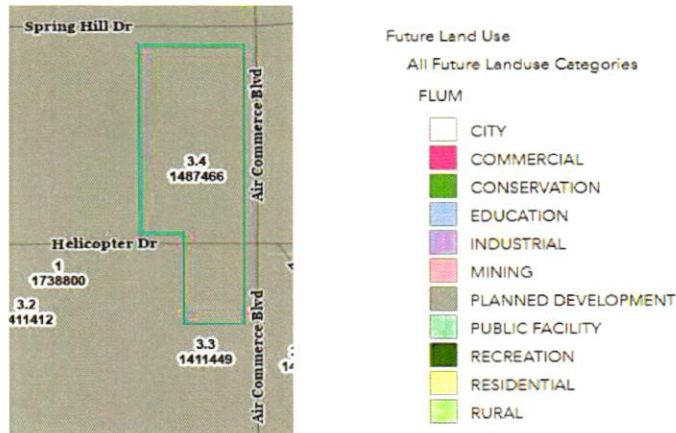 Spring Hill Dr
Air Commerce Blvd
3.4
1487466
Helicopter Dr
1
1738800
3.2
411412
3.3
1411449
Air Commerce Blvd
Future Land Use
All Future Landuse Categories
FLUM
CITY
COMMERCIAL
CONSERVATION
EDUCATION
INDUSTRIAL
MINING
PLANNED DEVELOPMENT
PUBLIC FACILITY
RECREATION
RESIDENTIAL
RURAL